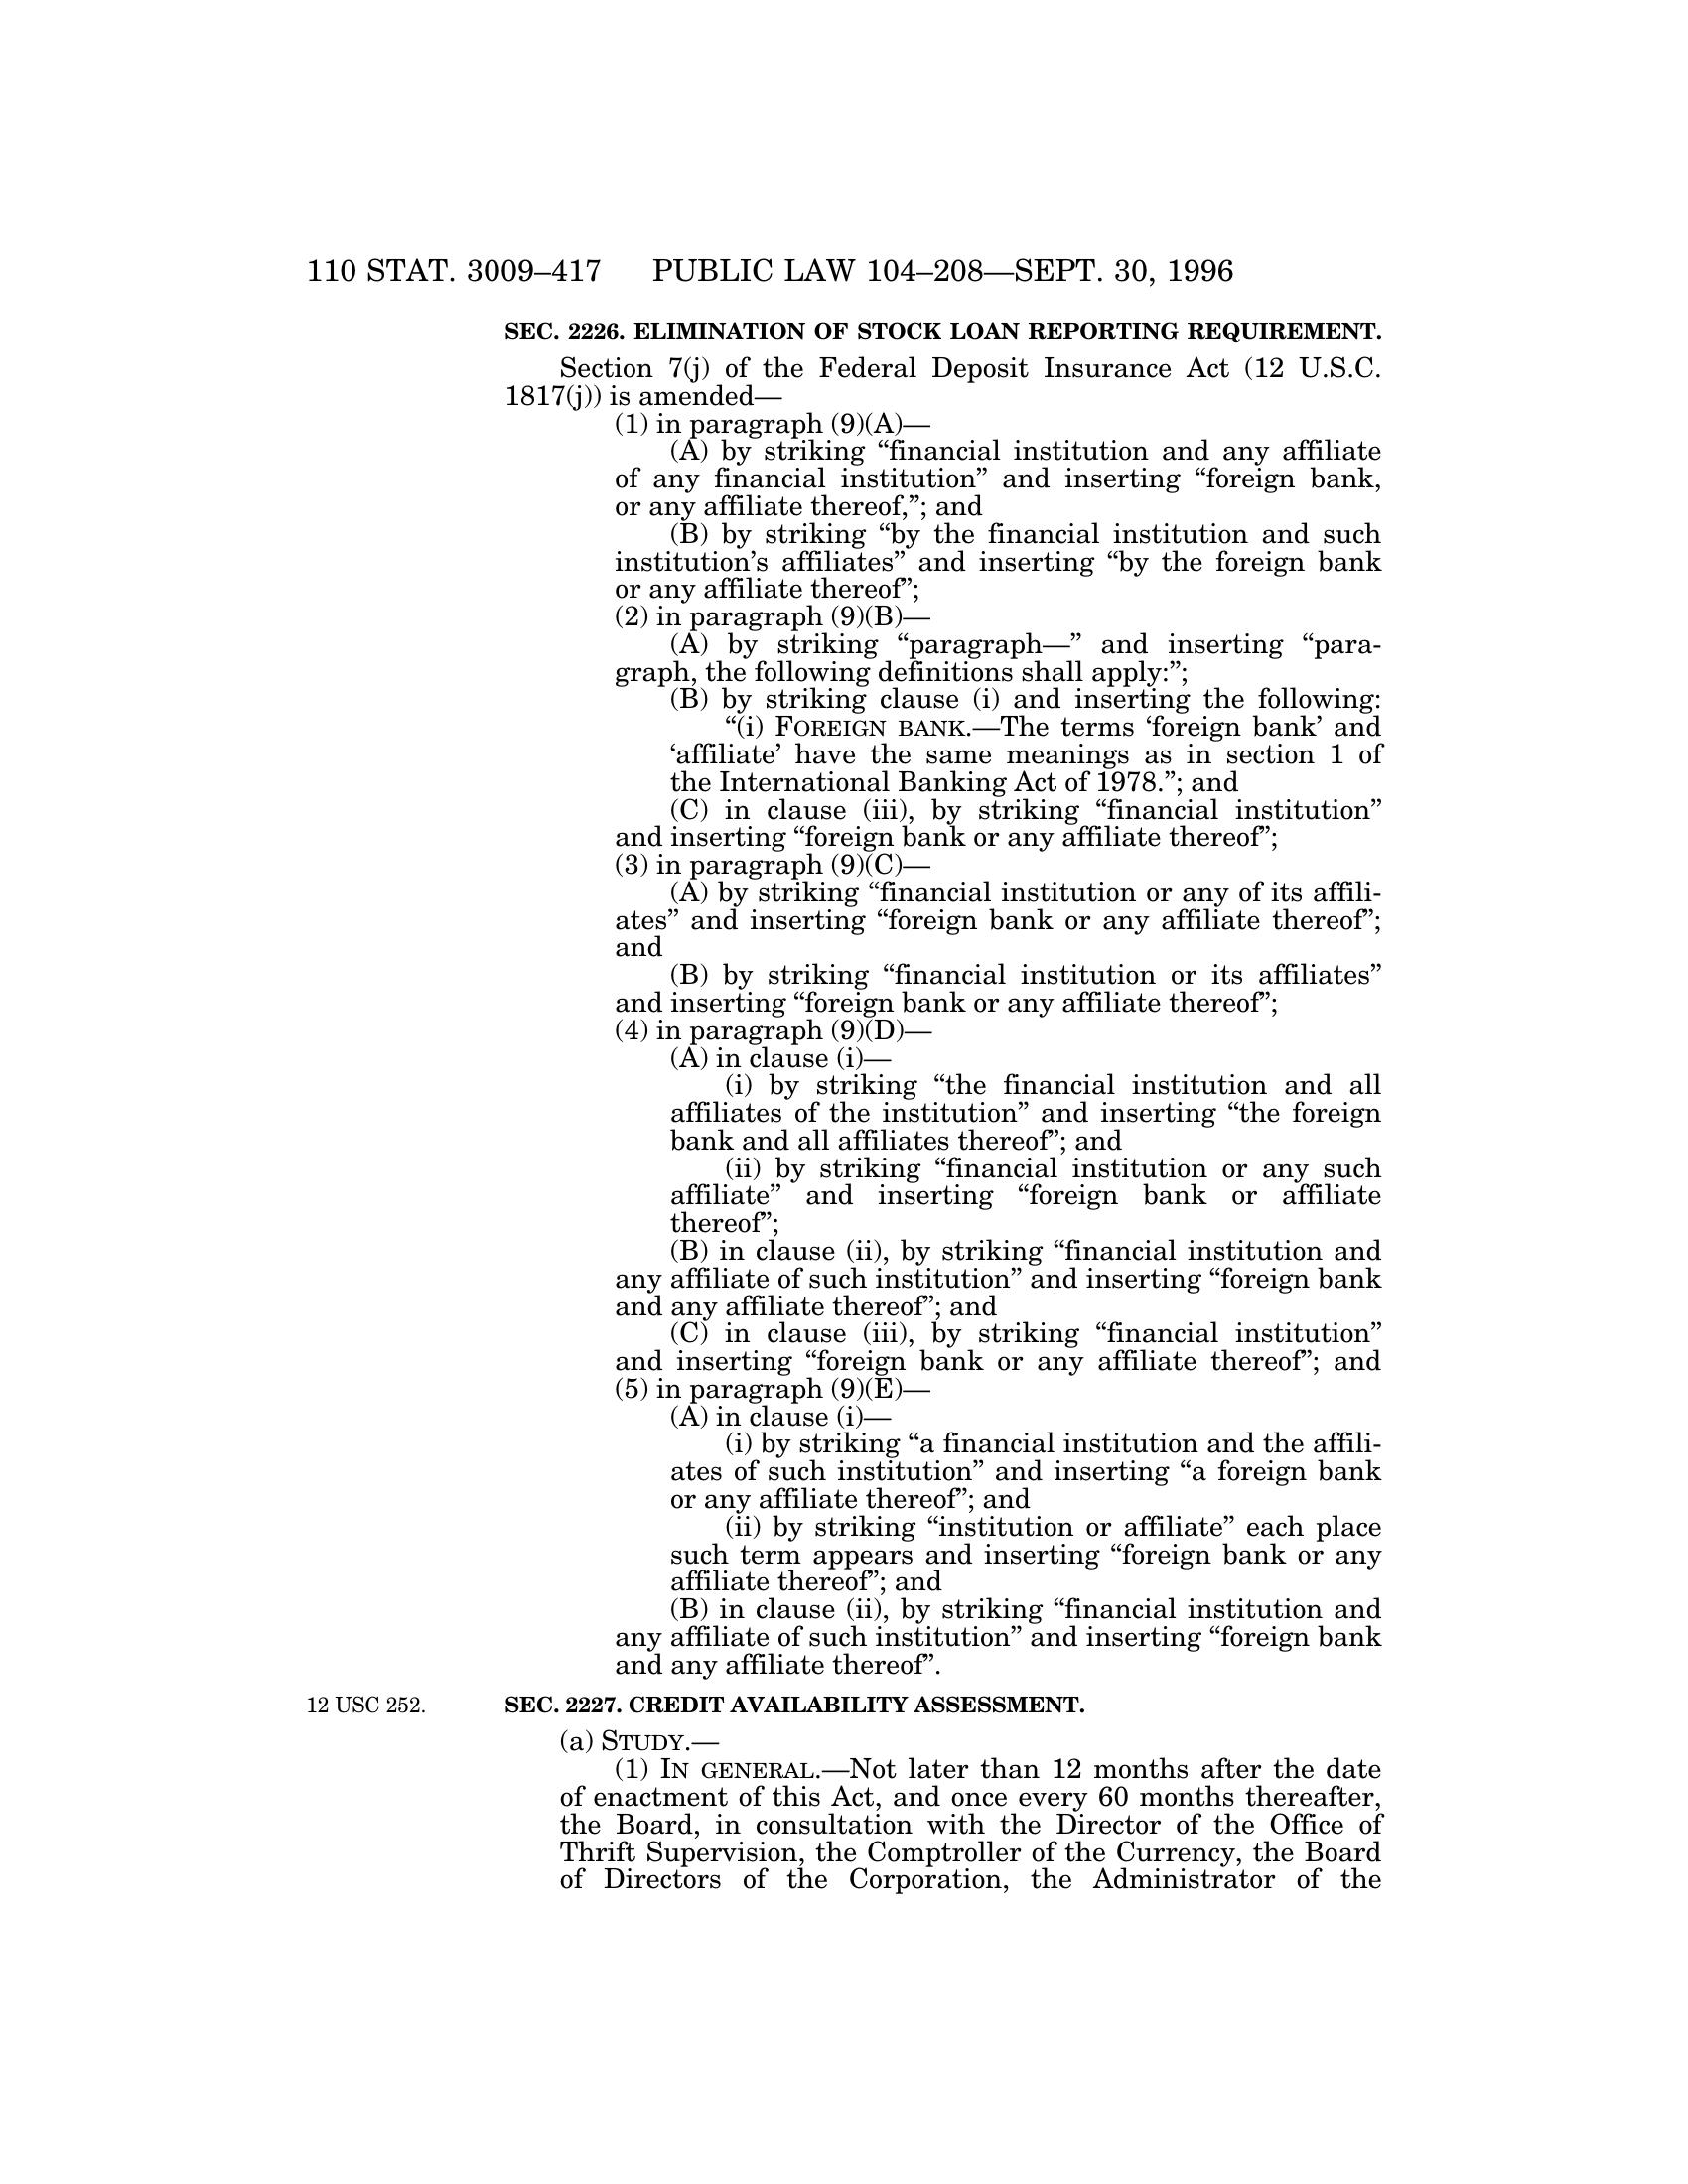 110 STAT. 3009–417 PUBLIC LAW 104–208—SEPT. 30, 1996
SEC. 2226. ELIMINATION OF STOCK LOAN REPORTING REQUIREMENT.
Section 7(j) of the Federal Deposit Insurance Act (12 U.S.C.
1817(j)) is amended—
(1) in paragraph (9)(A)—
(A) by striking “financial institution and any affiliate
of any financial institution” and inserting “foreign bank,
or any affiliate thereof,”; and
(B) by striking “by the financial institution and such
institution’s affiliates” and inserting “by the foreign bank
or any affiliate thereof”;
(2) in paragraph (9)(B)—
(A) by striking “paragraph—” and inserting “para-
graph, the following definitions shall apply:”;
(B) by striking clause (i) and inserting the following:
“(i) FOREIGN BANK.—The terms ‘foreign bank’ and
‘affiliate’ have the same meanings as in section 1 of
the International Banking Act of 1978.”; and
(C) in clause (iii), by striking “financial institution”
and inserting “foreign bank or any affiliate thereof”;
(3) in paragraph (9)(C)—
(A) by striking “financial institution or any of its affili-
ates” and inserting “foreign bank or any affiliate thereof”;
and
(B) by striking “financial institution or its affiliates”
and inserting “foreign bank or any affiliate thereof”;
(4) in paragraph (9)(D)—
(A) in clause (i)—
(i) by striking “the financial institution and all
affiliates of the institution” and inserting “the foreign
bank and all affiliates thereof”; and
(ii) by striking “financial institution or any such
affiliate” and inserting “foreign bank or affiliate
thereof”;
(B) in clause (ii), by striking “financial institution and
any affiliate of such institution” and inserting “foreign bank
and any affiliate thereof”; and
(C) in clause (iii), by striking “financial institution”
and inserting “foreign bank or any affiliate thereof”; and
(5) in paragraph (9)(E)—
(A) in clause (i)—
(i) by striking “a financial institution and the affili-
ates of such institution” and inserting “a foreign bank
or any affiliate thereof”; and
(ii) by striking “institution or affiliate” each place
such term appears and inserting “foreign bank or any
affiliate thereof”; and
(B) in clause (ii), by striking “financial institution and
any affiliate of such institution” and inserting “foreign bank
and any affiliate thereof”.
12 USC 252. SEC. 2227. CREDIT AVAILABILITY ASSESSMENT.
(a) STUDY.—
(1) IN GENERAL.—Not later than 12 months after the date
of enactment of this Act, and once every 60 months thereafter,
the Board, in consultation with the Director of the Office of
Thrift Supervision, the Comptroller of the Currency, the Board
of Directors of the Corporation, the Administrator of the